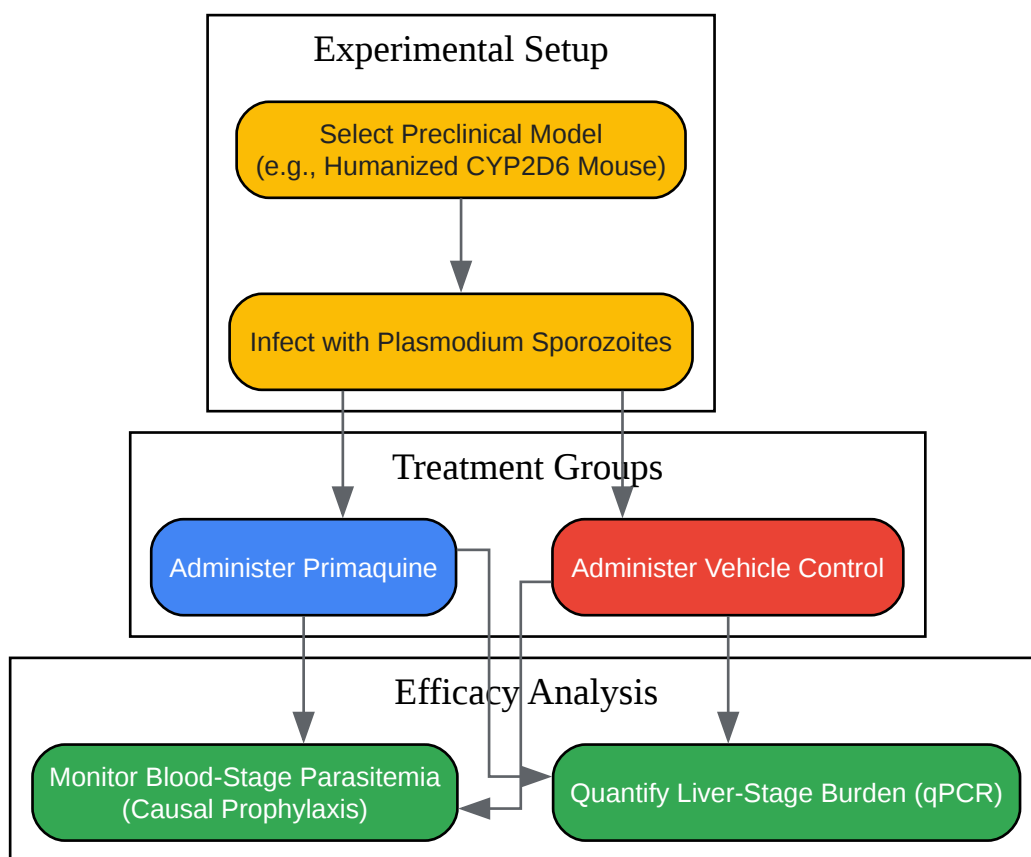 Experimental Setup
Select Preclinical Model
(e.g., Humanized CYP2D6 Mouse)
Infect with Plasmodium Sporozoites
Treatment Groups
Administer Primaquine
Administer Vehicle Control
Efficacy Analysis
Monitor Blood-Stage Parasitemia
(Causal Prophylaxis)
Quantify Liver-Stage Burden (qPCR)